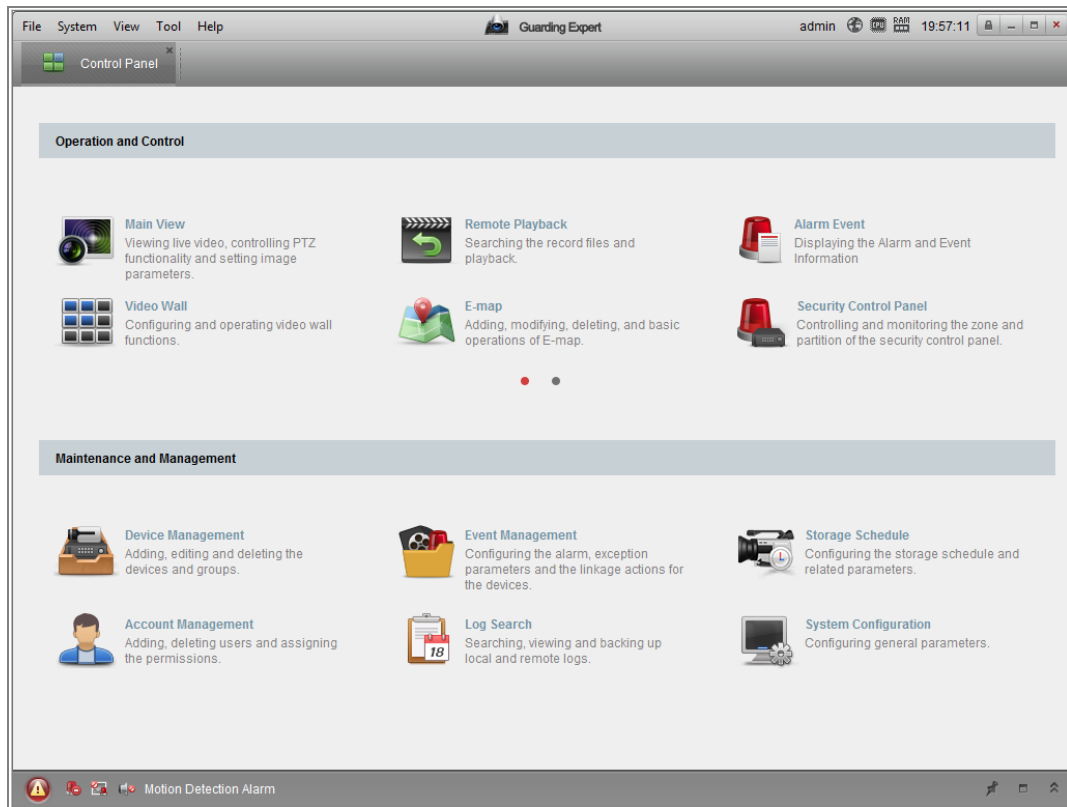 File System View Tool Help Guarding Expert admin CPU RAM 19:57:11
Control Panel
Operation and Control
Main View
Viewing live video, controlling PTZ
functionality and setting image
parameters.
Remote Playback
Searching the record files and
playback.
Alarm Event
Displaying the Alarm and Event
Information
Video Wall
Configuring and operating video wall
functions.
E-map
Adding, modifying, deleting, and basic
operations of E-map.
Security Control Panel
Controlling and monitoring the zone and
partition of the security control panel.
Maintenance and Management
Device Management
Adding, editing and deleting the
devices and groups.
Event Management
Configuring the alarm, exception
parameters and the linkage actions for
the devices.
Storage Schedule
Configuring the storage schedule and
related parameters.
Account Management
Adding, deleting users and assigning
the permissions.
18
Log Search
Searching, viewing and backing up
local and remote logs.
System Configuration
Configuring general parameters.
Motion Detection Alarm